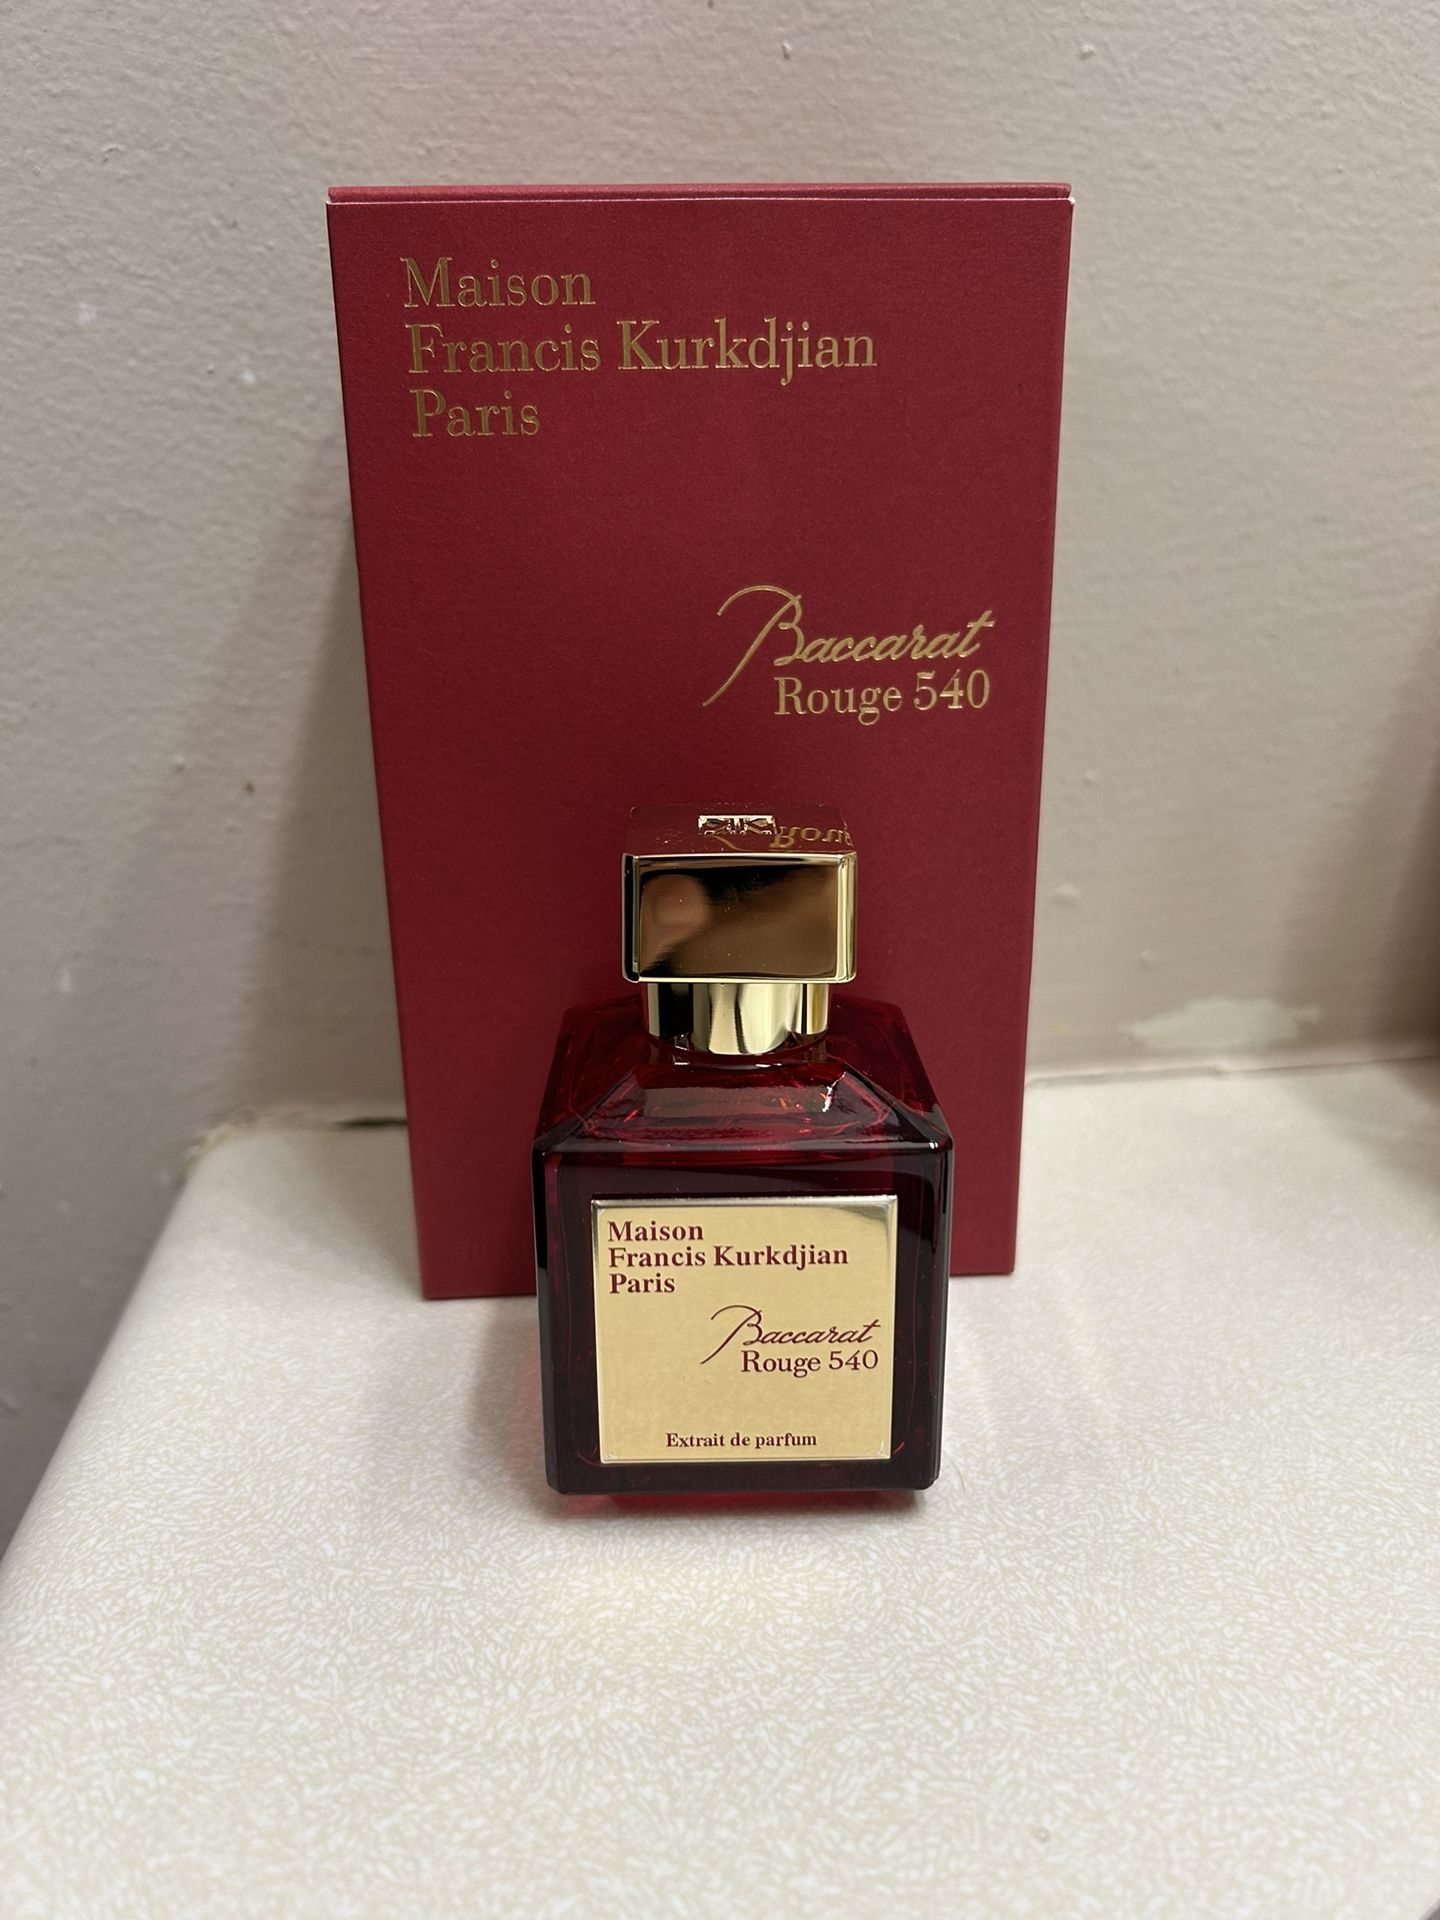 Maison
Francis Kurkdjian
Paris
Baccarat
Rouge 540
Maison
Francis Kurkdjian
Paris
Baccarat
Rouge 540
Extrait de parfum